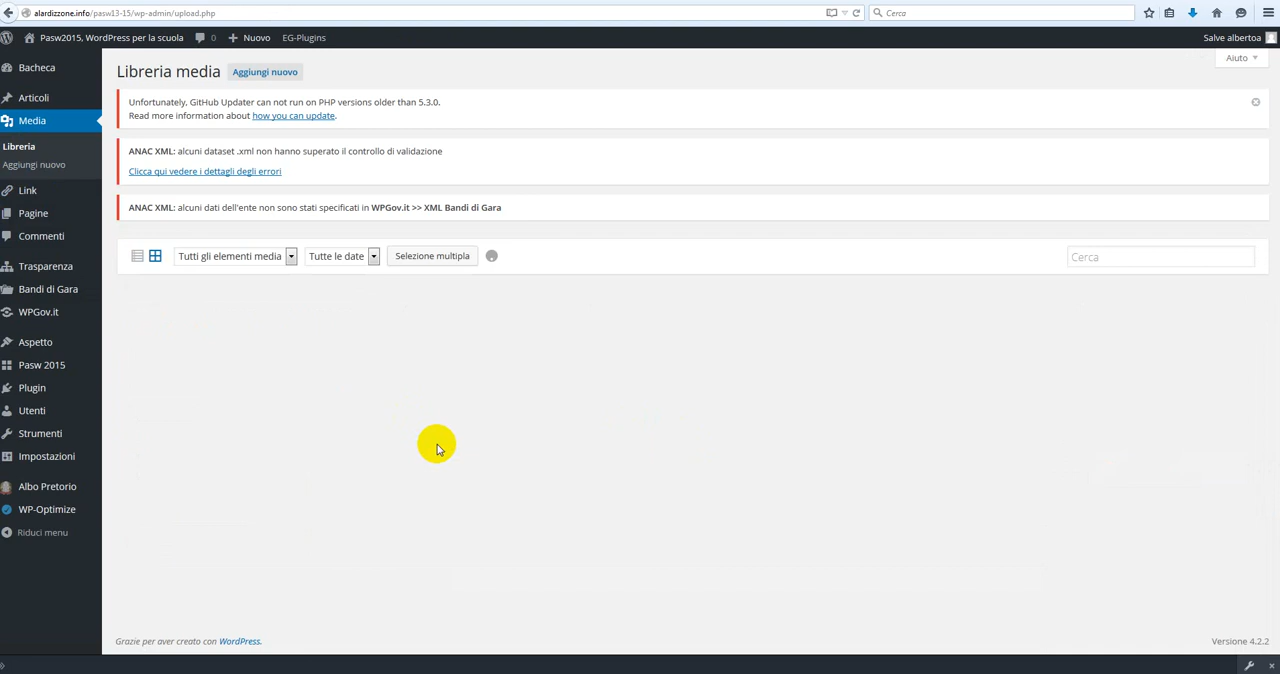 alardizzone.info/pasw13-15/wp-admin/upload.php
Cerca
Pasw2015, WordPress per la scuola
0
Nuovo
EG-Plugins
Salve albertoa
Bacheca
Articoli
Media
Libreria
Aggiungi nuovo
Link
Pagine
Commenti
Trasparenza
Bandi di Gara
WPGov.it
Aspetto
Pasw 2015
Plugin
Utenti
Strumenti
Impostazioni
Albo Pretorio
WP-Optimize
Riduci menu
Aiuto
Libreria media
Aggiungi nuovo
Unfortunately, GitHub Updater can not run on PHP versions older than 5.3.0.
Read more information about how you can update.
ANAC XML: alcuni dataset .xml non hanno superato il controllo di validazione
Clicca qui vedere i dettagli degli errori
ANAC XML: alcuni dati dell'ente non sono stati specificati in WPGov.it >> XML Bandi di Gara
Tutti gli elementi media
Tutte le date
Selezione multipla
Cerca
Grazie per aver creato con WordPress.
Versione 4.2.2